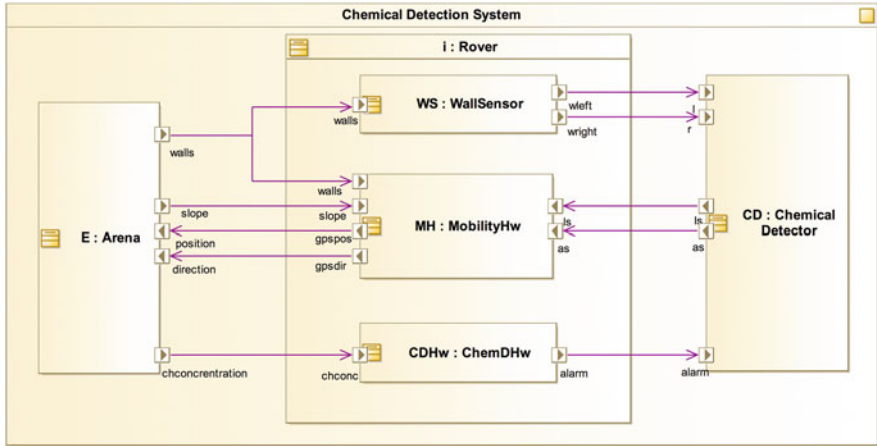 Chemical Detection System
i : Rover
WS : WallSensor
walls
wleft
wright
l
r
walls
walls
slope
slope
position
gpspos
direction
gpsdir
E : Arena
MH : MobilityHw
ls
as
ls
as
CD : Chemical
Detector
CDHw : ChemDHw
chconcrentration
chconc
alarm
alarm